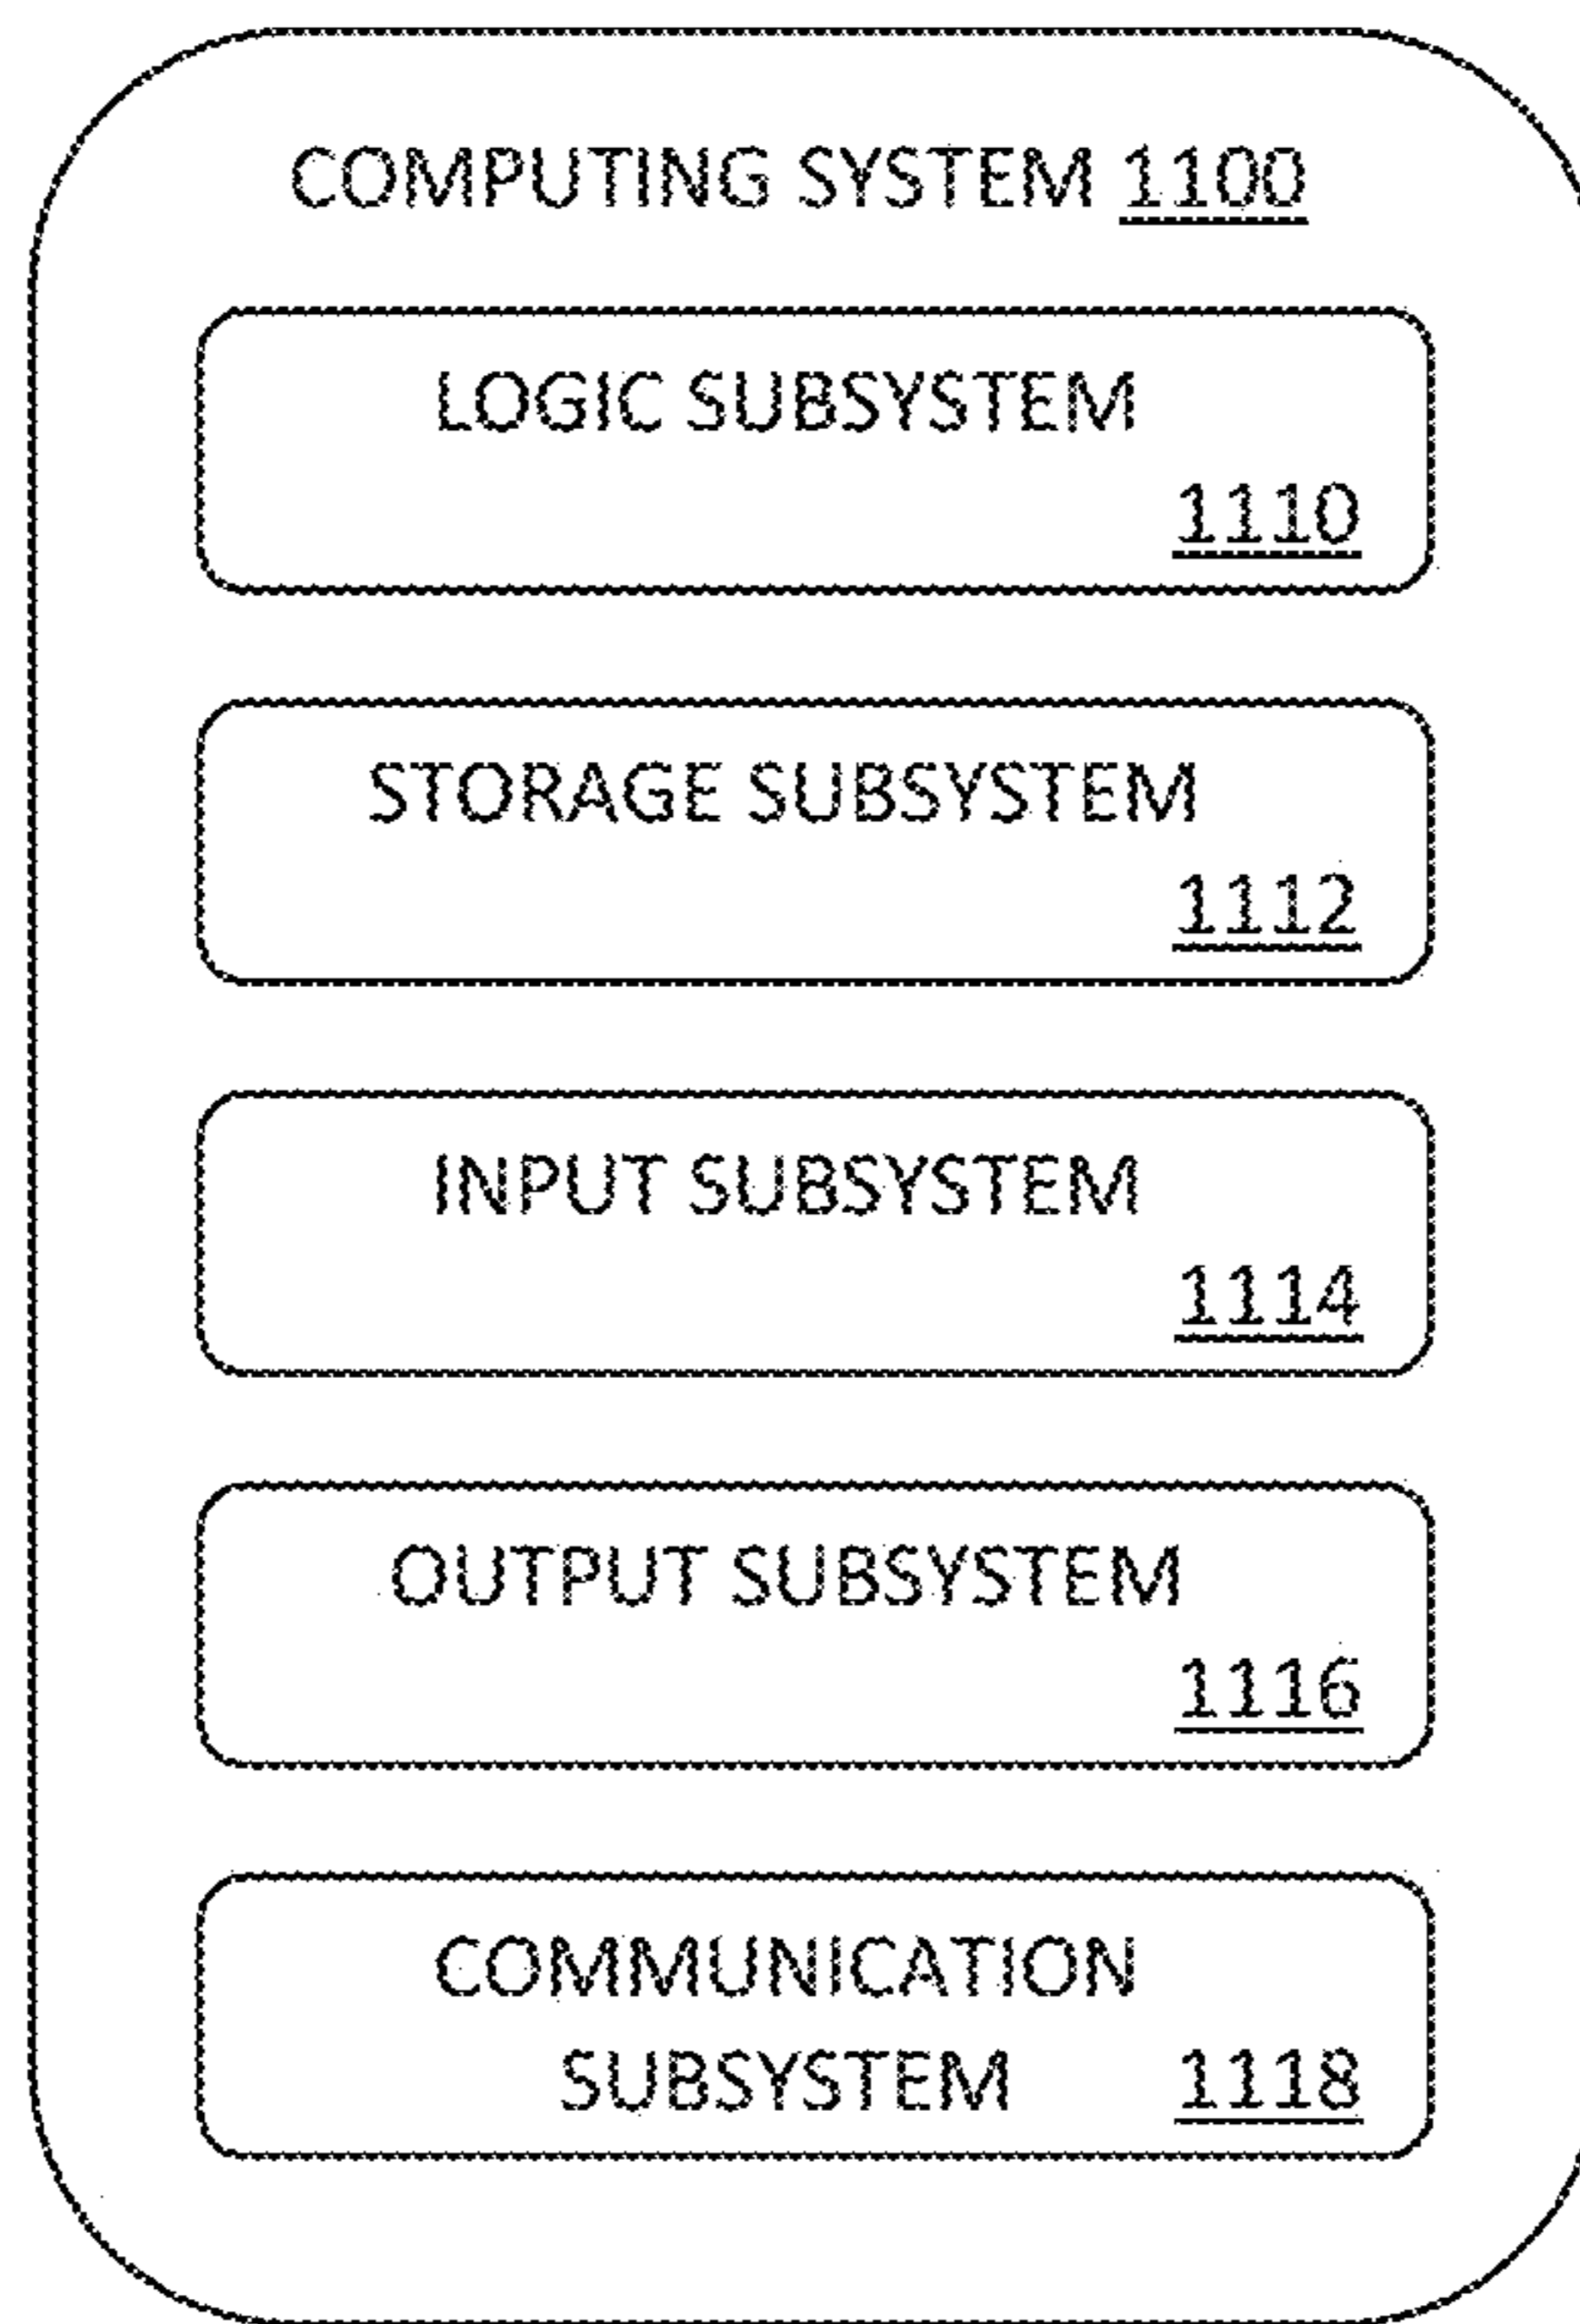 COMPUTING SYSTEM 1100
LOGIC SUBSYSTEM
1110
STORAGE SUBSYSTEM
1112
INPUT SUBSYSTEM
1114
OUTPUT SUBSYSTEM
1116
COMMUNICATION
SUBSYSTEM 1118